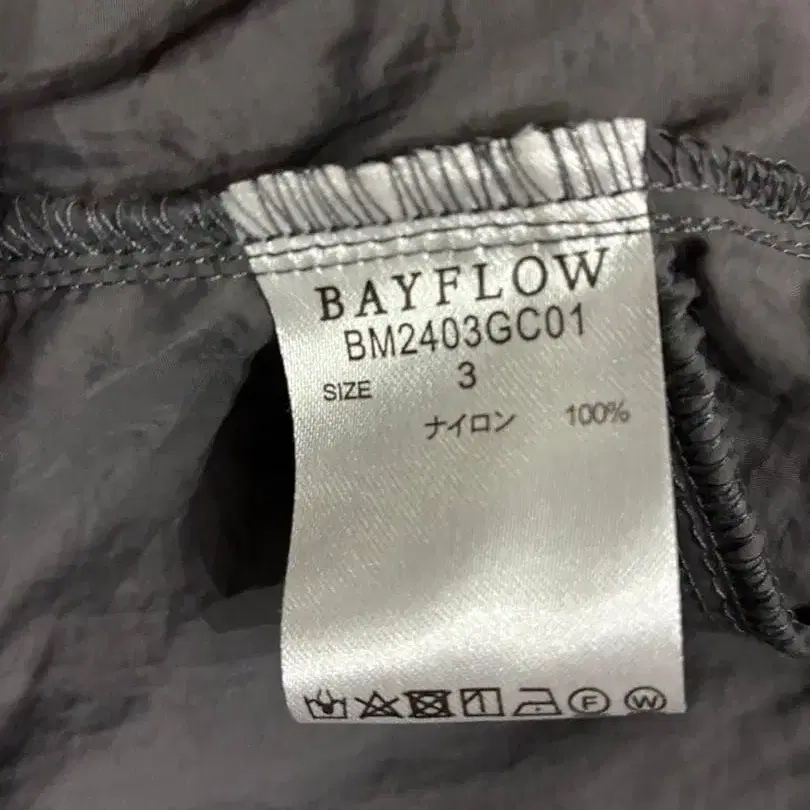 BAYFLOW
BM2403GC01
SIZE 3
ナイロン 100%
F W